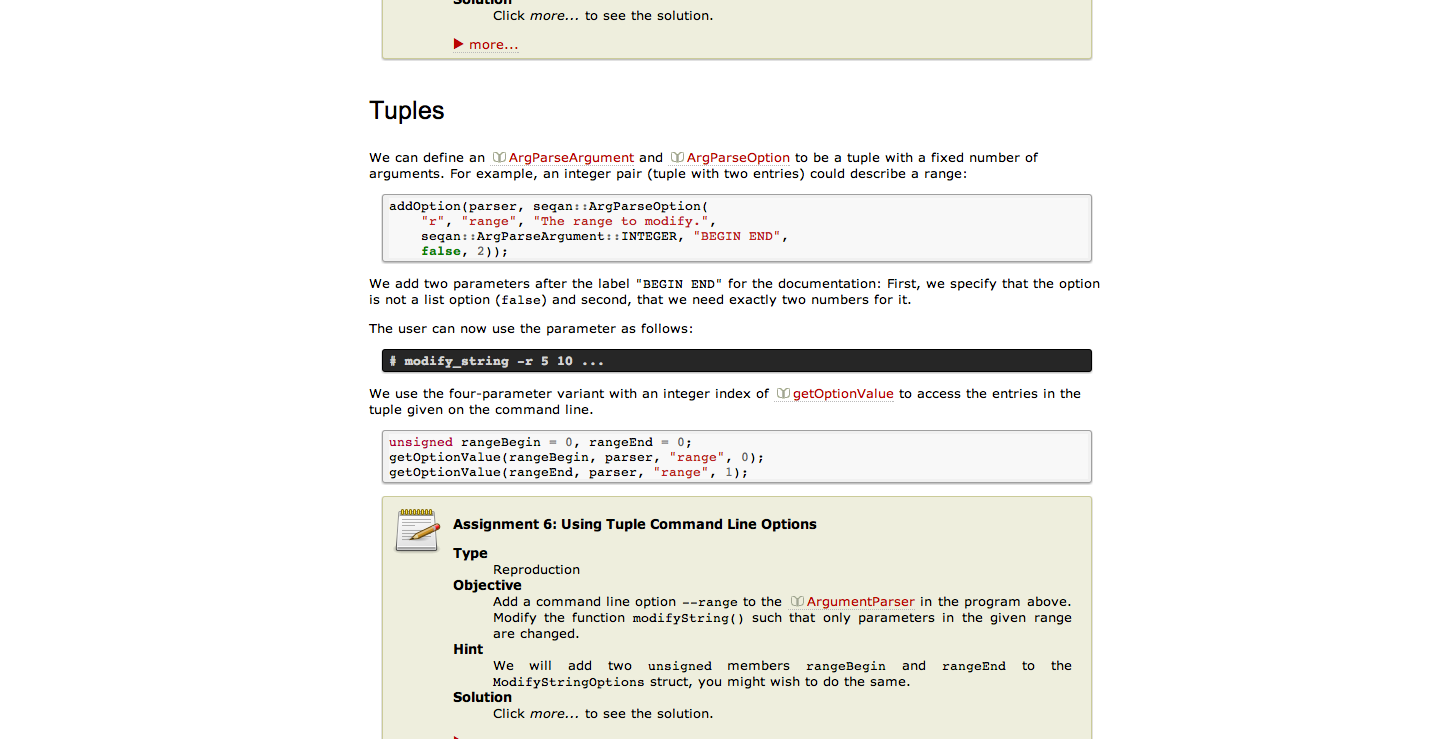 Solution
Click more... to see the solution.
more...
Tuples
We can define an ArgParseArgument and ArgParseOption to be a tuple with a fixed number of
arguments. For example, an integer pair (tuple with two entries) could describe a range:
addOption(parser, seqan::ArgParseOption(
    "r", "range", "The range to modify.",
    seqan::ArgParseArgument::INTEGER, "BEGIN END",
    false, 2));
We add two parameters after the label "BEGIN END" for the documentation: First, we specify that the option
is not a list option (false) and second, that we need exactly two numbers for it.
The user can now use the parameter as follows:
# modify_string -r 5 10 ...
We use the four-parameter variant with an integer index of getOptionValue to access the entries in the
tuple given on the command line.
unsigned rangeBegin = 0, rangeEnd = 0;
getOptionValue(rangeBegin, parser, "range", 0);
getOptionValue(rangeEnd, parser, "range", 1);
Assignment 6: Using Tuple Command Line Options
Type
Reproduction
Objective
Add a command line option --range to the ArgumentParser in the program above.
Modify the function modifyString() such that only parameters in the given range
are changed.
Hint
We will add two unsigned members rangeBegin and rangeEnd to the
ModifyStringOptions struct, you might wish to do the same.
Solution
Click more... to see the solution.